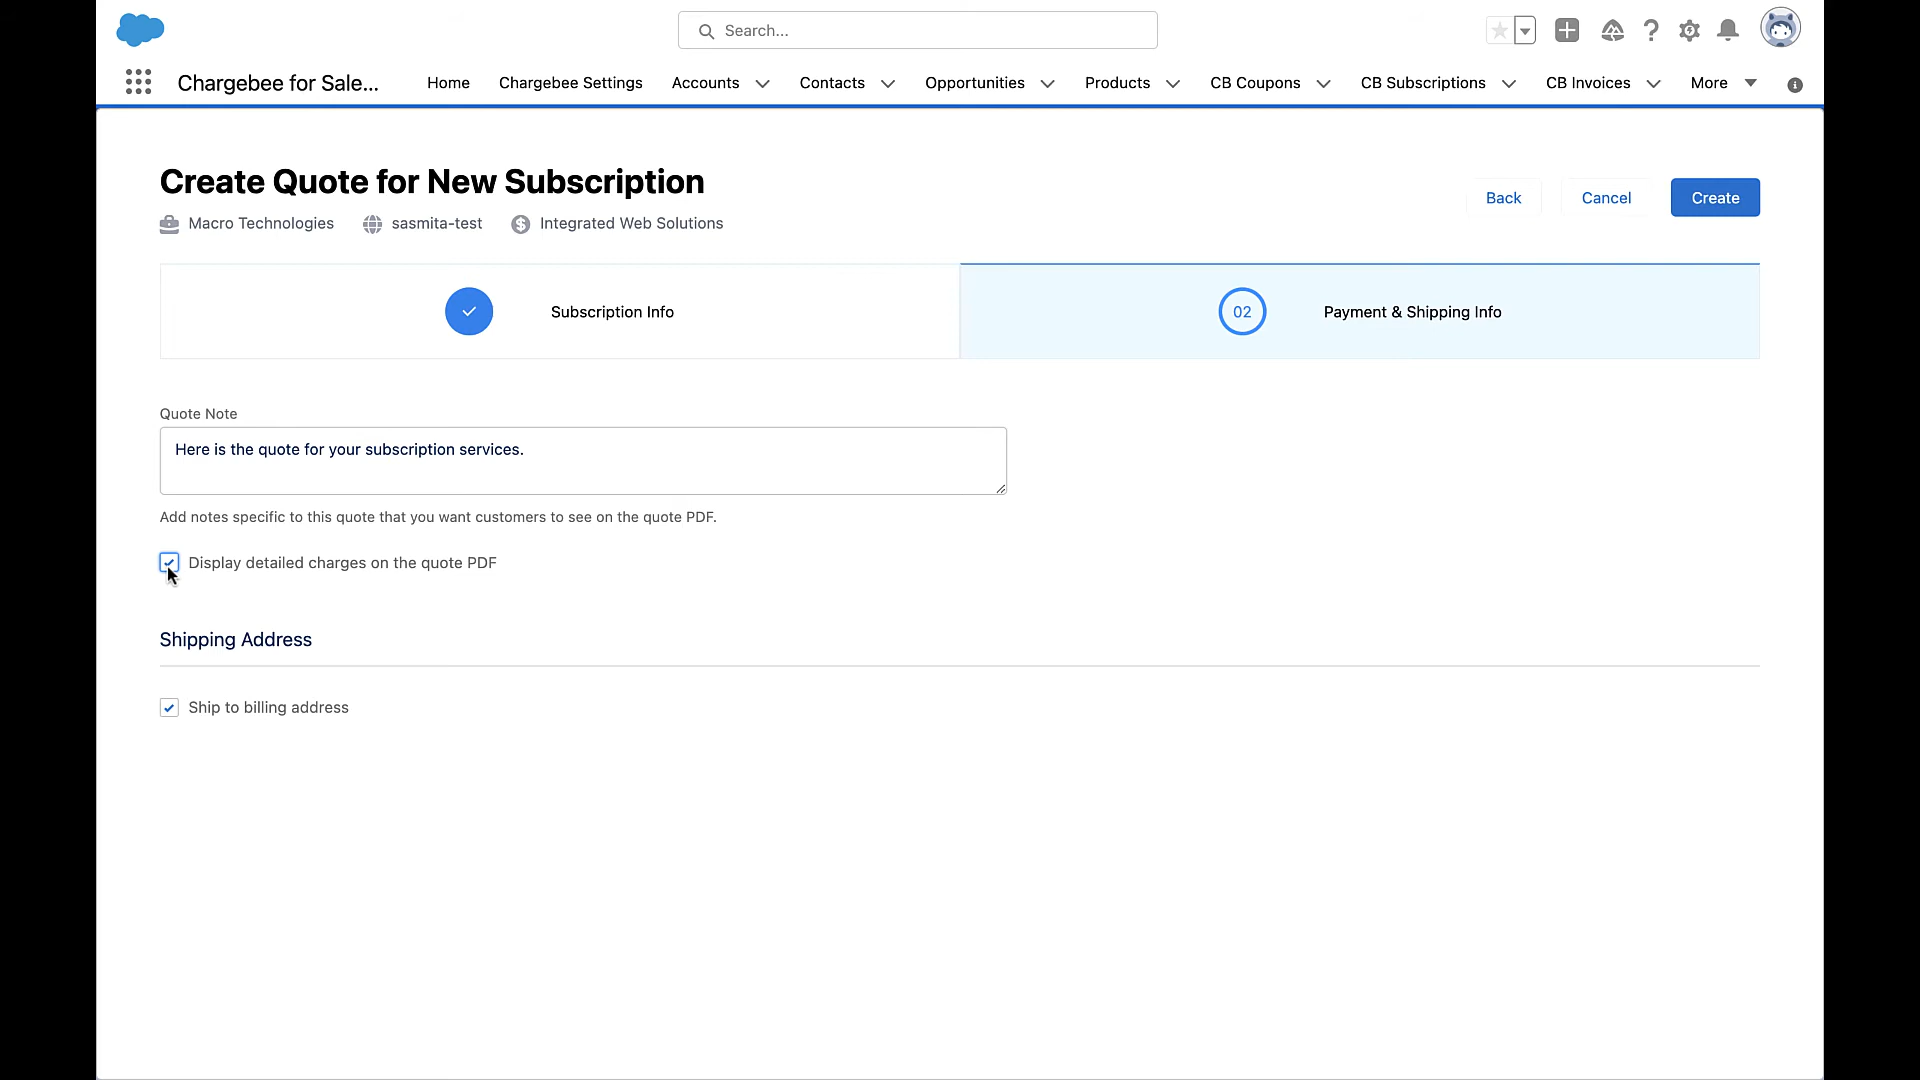 Search...
Chargebee for Sale... Home Chargebee Settings Accounts Contacts Opportunities Products CB Coupons CB Subscriptions CB Invoices More
Create Quote for New Subscription
Back Cancel Create
Macro Technologies sasmita-test Integrated Web Solutions
Subscription Info 02 Payment & Shipping Info
Quote Note
Here is the quote for your subscription services.
Add notes specific to this quote that you want customers to see on the quote PDF.
Display detailed charges on the quote PDF
Shipping Address
Ship to billing address